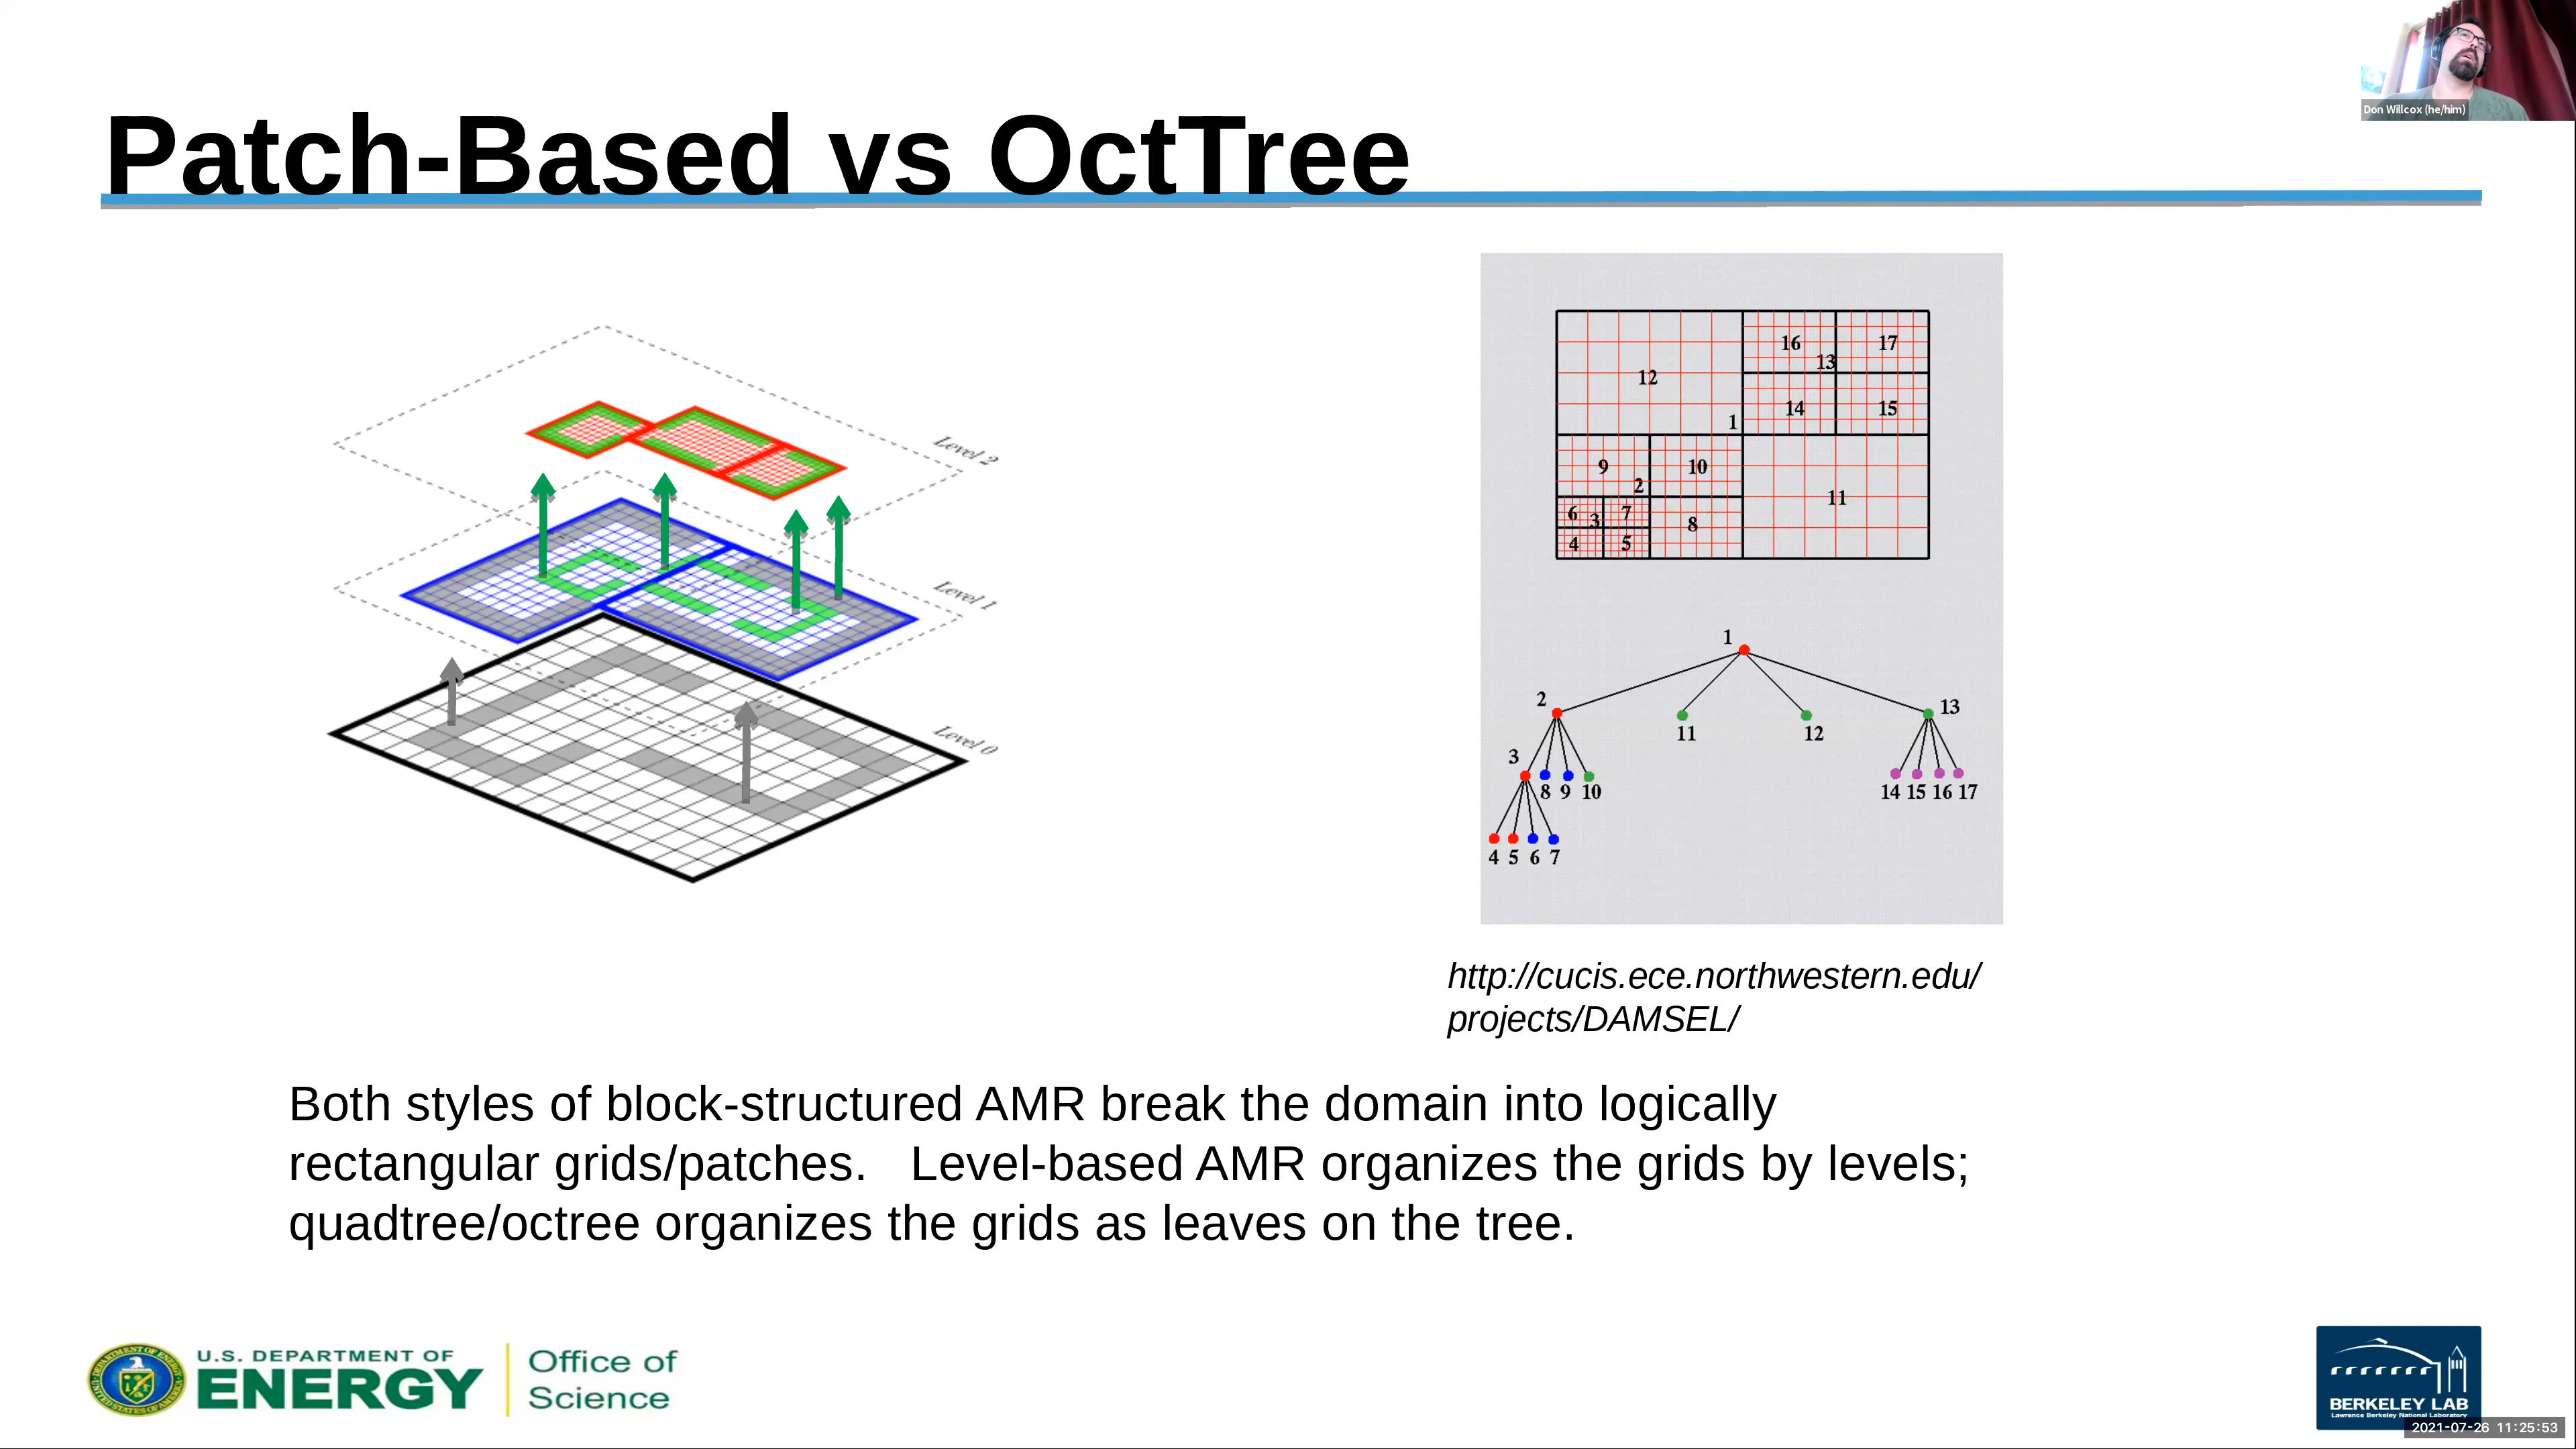 Don Willcox (he/him)
Patch-Based vs OctTree
Level 2
Level 1
Level 0
16
17
13
12
14
15
1
9
10
2
11
6
3
7
8
4
5
1
2
13
11
12
3
8 9 10
14 15 16 17
4 5 6 7
http://cucis.ece.northwestern.edu/
projects/DAMSEL/
Both styles of block-structured AMR break the domain into logically
rectangular grids/patches. Level-based AMR organizes the grids by levels;
quadtree/octree organizes the grids as leaves on the tree.
U.S. DEPARTMENT OF
ENERGY
Office of
Science
BERKELEY LAB
Lawrence Berkeley National Laboratory
2021-07-26 11:25:53